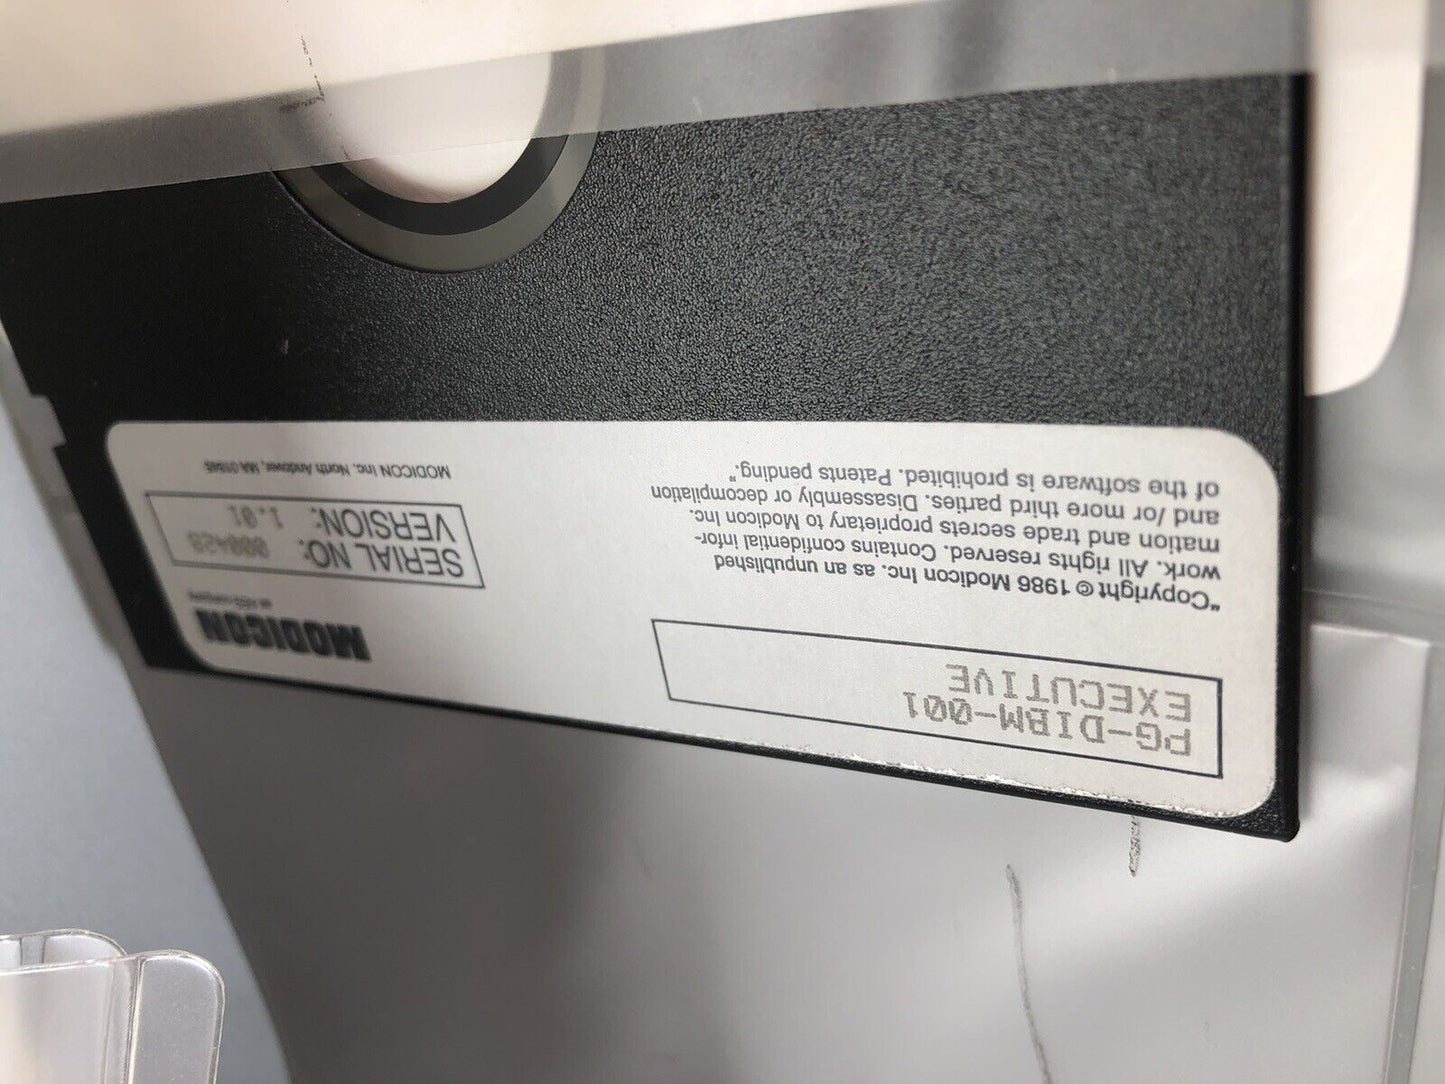 PG-DIBM-001
EXECUTIVE
"Copyright © 1986 Modicon Inc. as an unpublished
work. All rights reserved. Contains confidential infor-
mation and trade secrets proprietary to Modicon Inc.
and/or more third parties. Disassembly or decompilation
of the software is prohibited. Patents pending."
MODICON
SERIAL NO:
VERSION: 1.01
MODICON Inc. North Andover, MA 01845